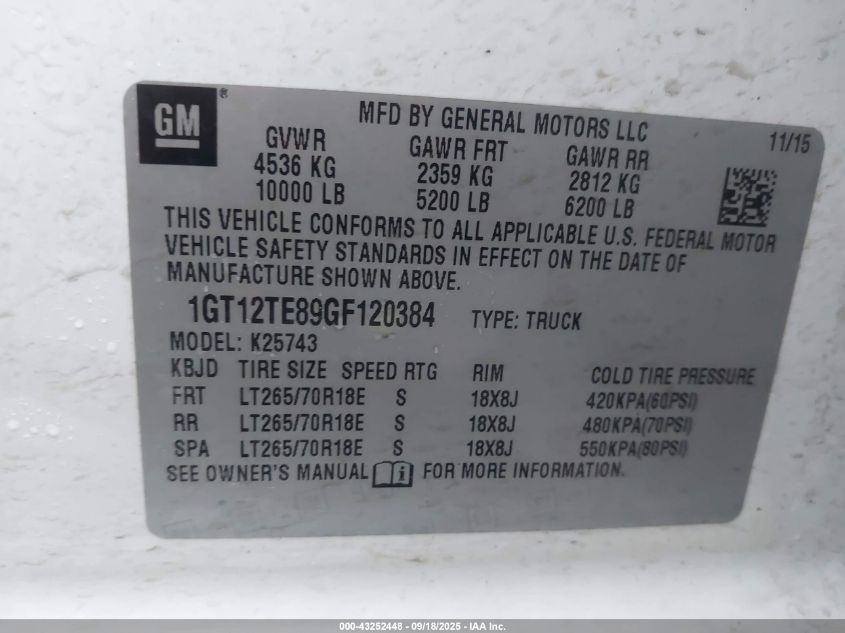 GM ®
MFD BY GENERAL MOTORS LLC
11/15
GVWR GAWR FRT GAWR RR
4536 KG 2359 KG 2812 KG
10000 LB 5200 LB 6200 LB
THIS VEHICLE CONFORMS TO ALL APPLICABLE U.S. FEDERAL MOTOR
VEHICLE SAFETY STANDARDS IN EFFECT ON THE DATE OF
MANUFACTURE SHOWN ABOVE.
1GT12TE89GF120384 TYPE: TRUCK
MODEL: K25743
KBJD TIRE SIZE SPEED RTG RIM COLD TIRE PRESSURE
FRT LT265/70R18E S 18X8J 420KPA(60PSI)
RR LT265/70R18E S 18X8J 480KPA(70PSI)
SPA LT265/70R18E S 18X8J 550KPA(80PSI)
SEE OWNER'S MANUAL i FOR MORE INFORMATION.
000-43252448 - 09/18/2025 - IAA Inc.